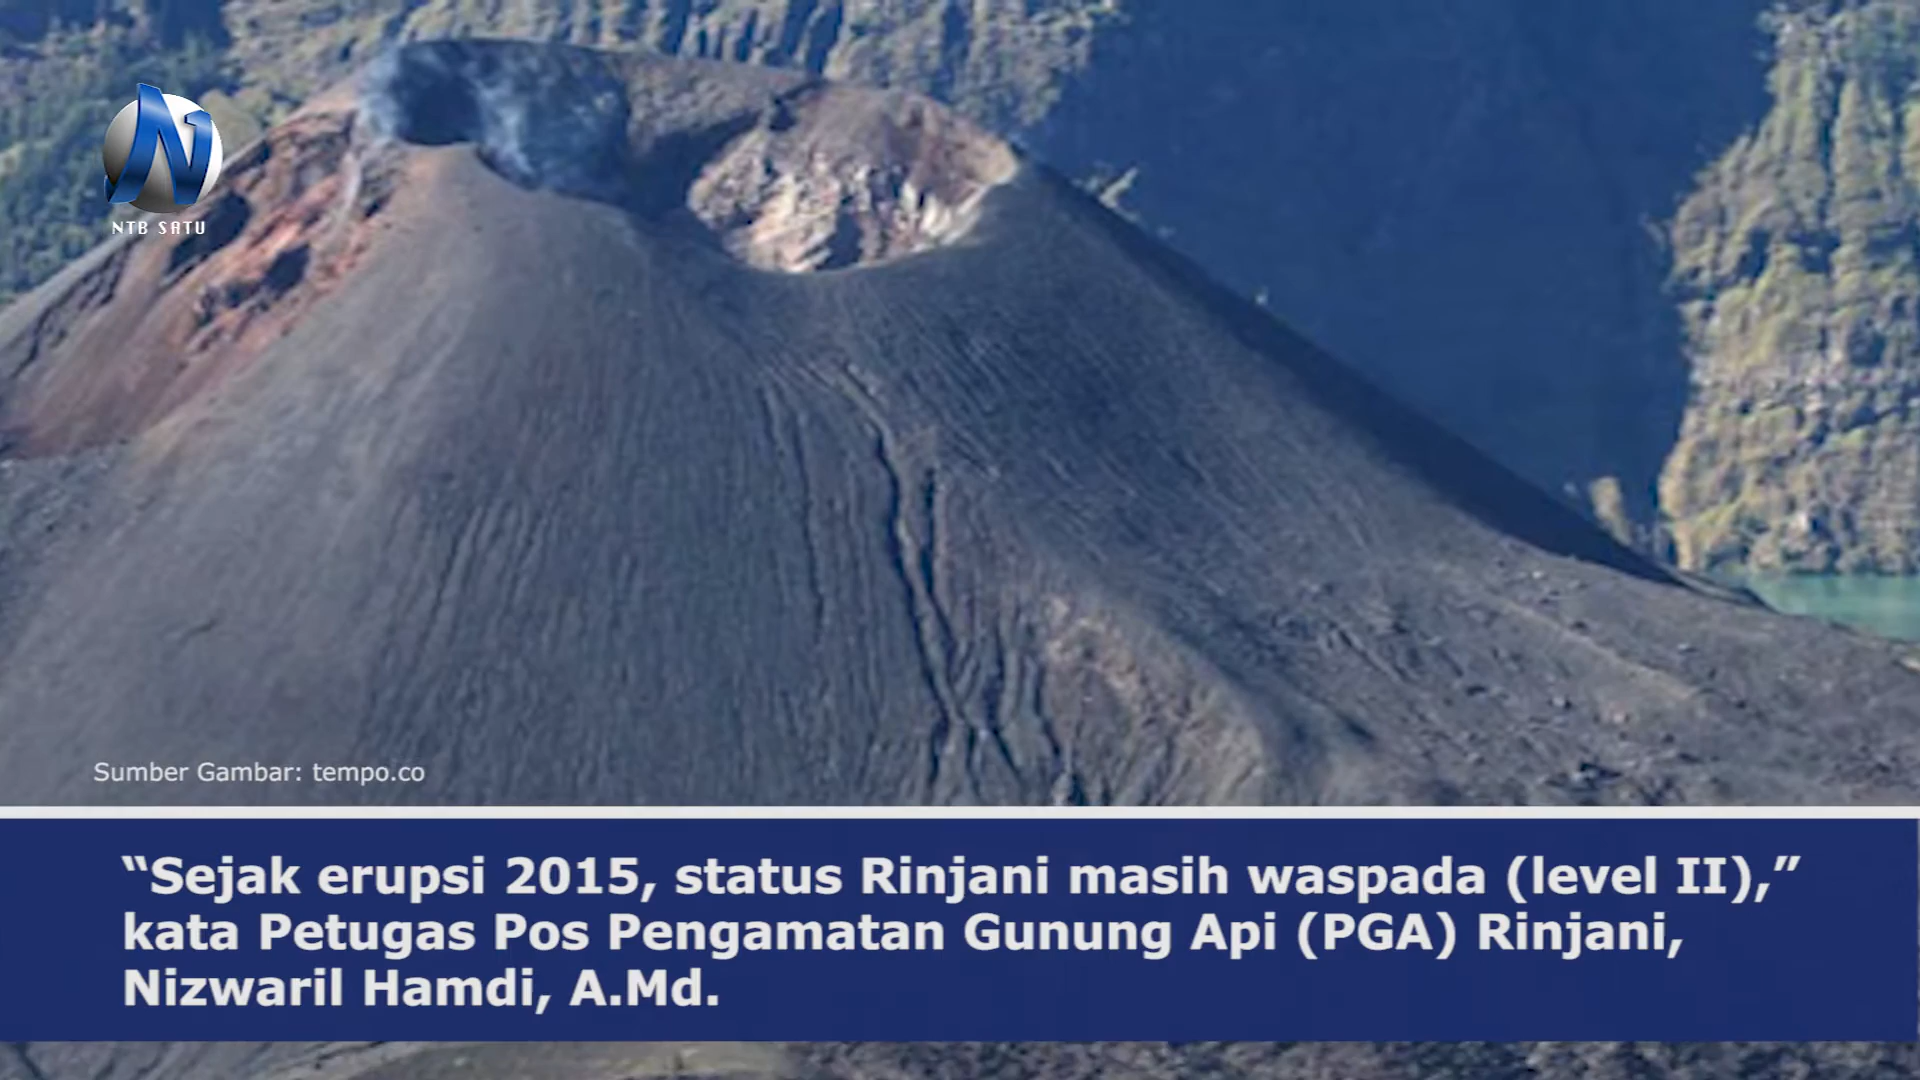 NTB SATU
Sumber Gambar: tempo.co
“Sejak erupsi 2015, status Rinjani masih waspada (level II),”
kata Petugas Pos Pengamatan Gunung Api (PGA) Rinjani,
Nizwaril Hamdi, A.Md.